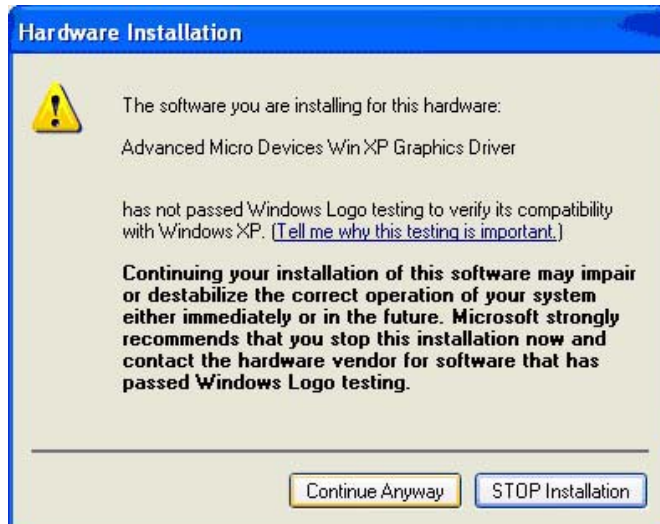 Hardware Installation
The software you are installing for this hardware:
Advanced Micro Devices Win XP Graphics Driver
has not passed Windows Logo testing to verify its compatibility
with Windows XP. (Tell me why this testing is important.)
Continuing your installation of this software may impair
or destabilize the correct operation of your system
either immediately or in the future. Microsoft strongly
recommends that you stop this installation now and
contact the hardware vendor for software that has
passed Windows Logo testing.
Continue Anyway
STOP Installation